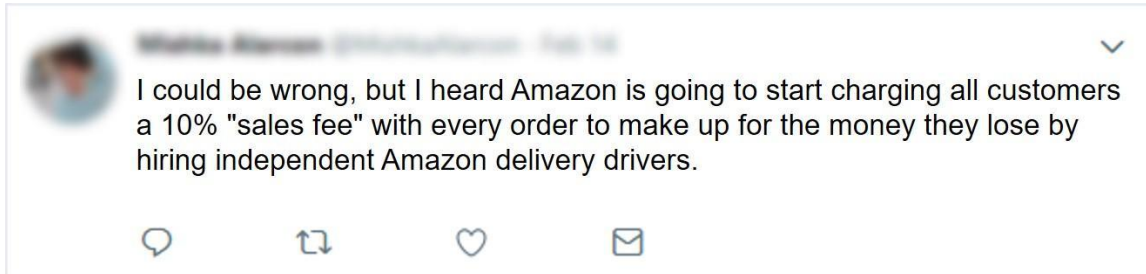 I could be wrong, but I heard Amazon is going to start charging all customers
a 10% "sales fee" with every order to make up for the money they lose by
hiring independent Amazon delivery drivers.